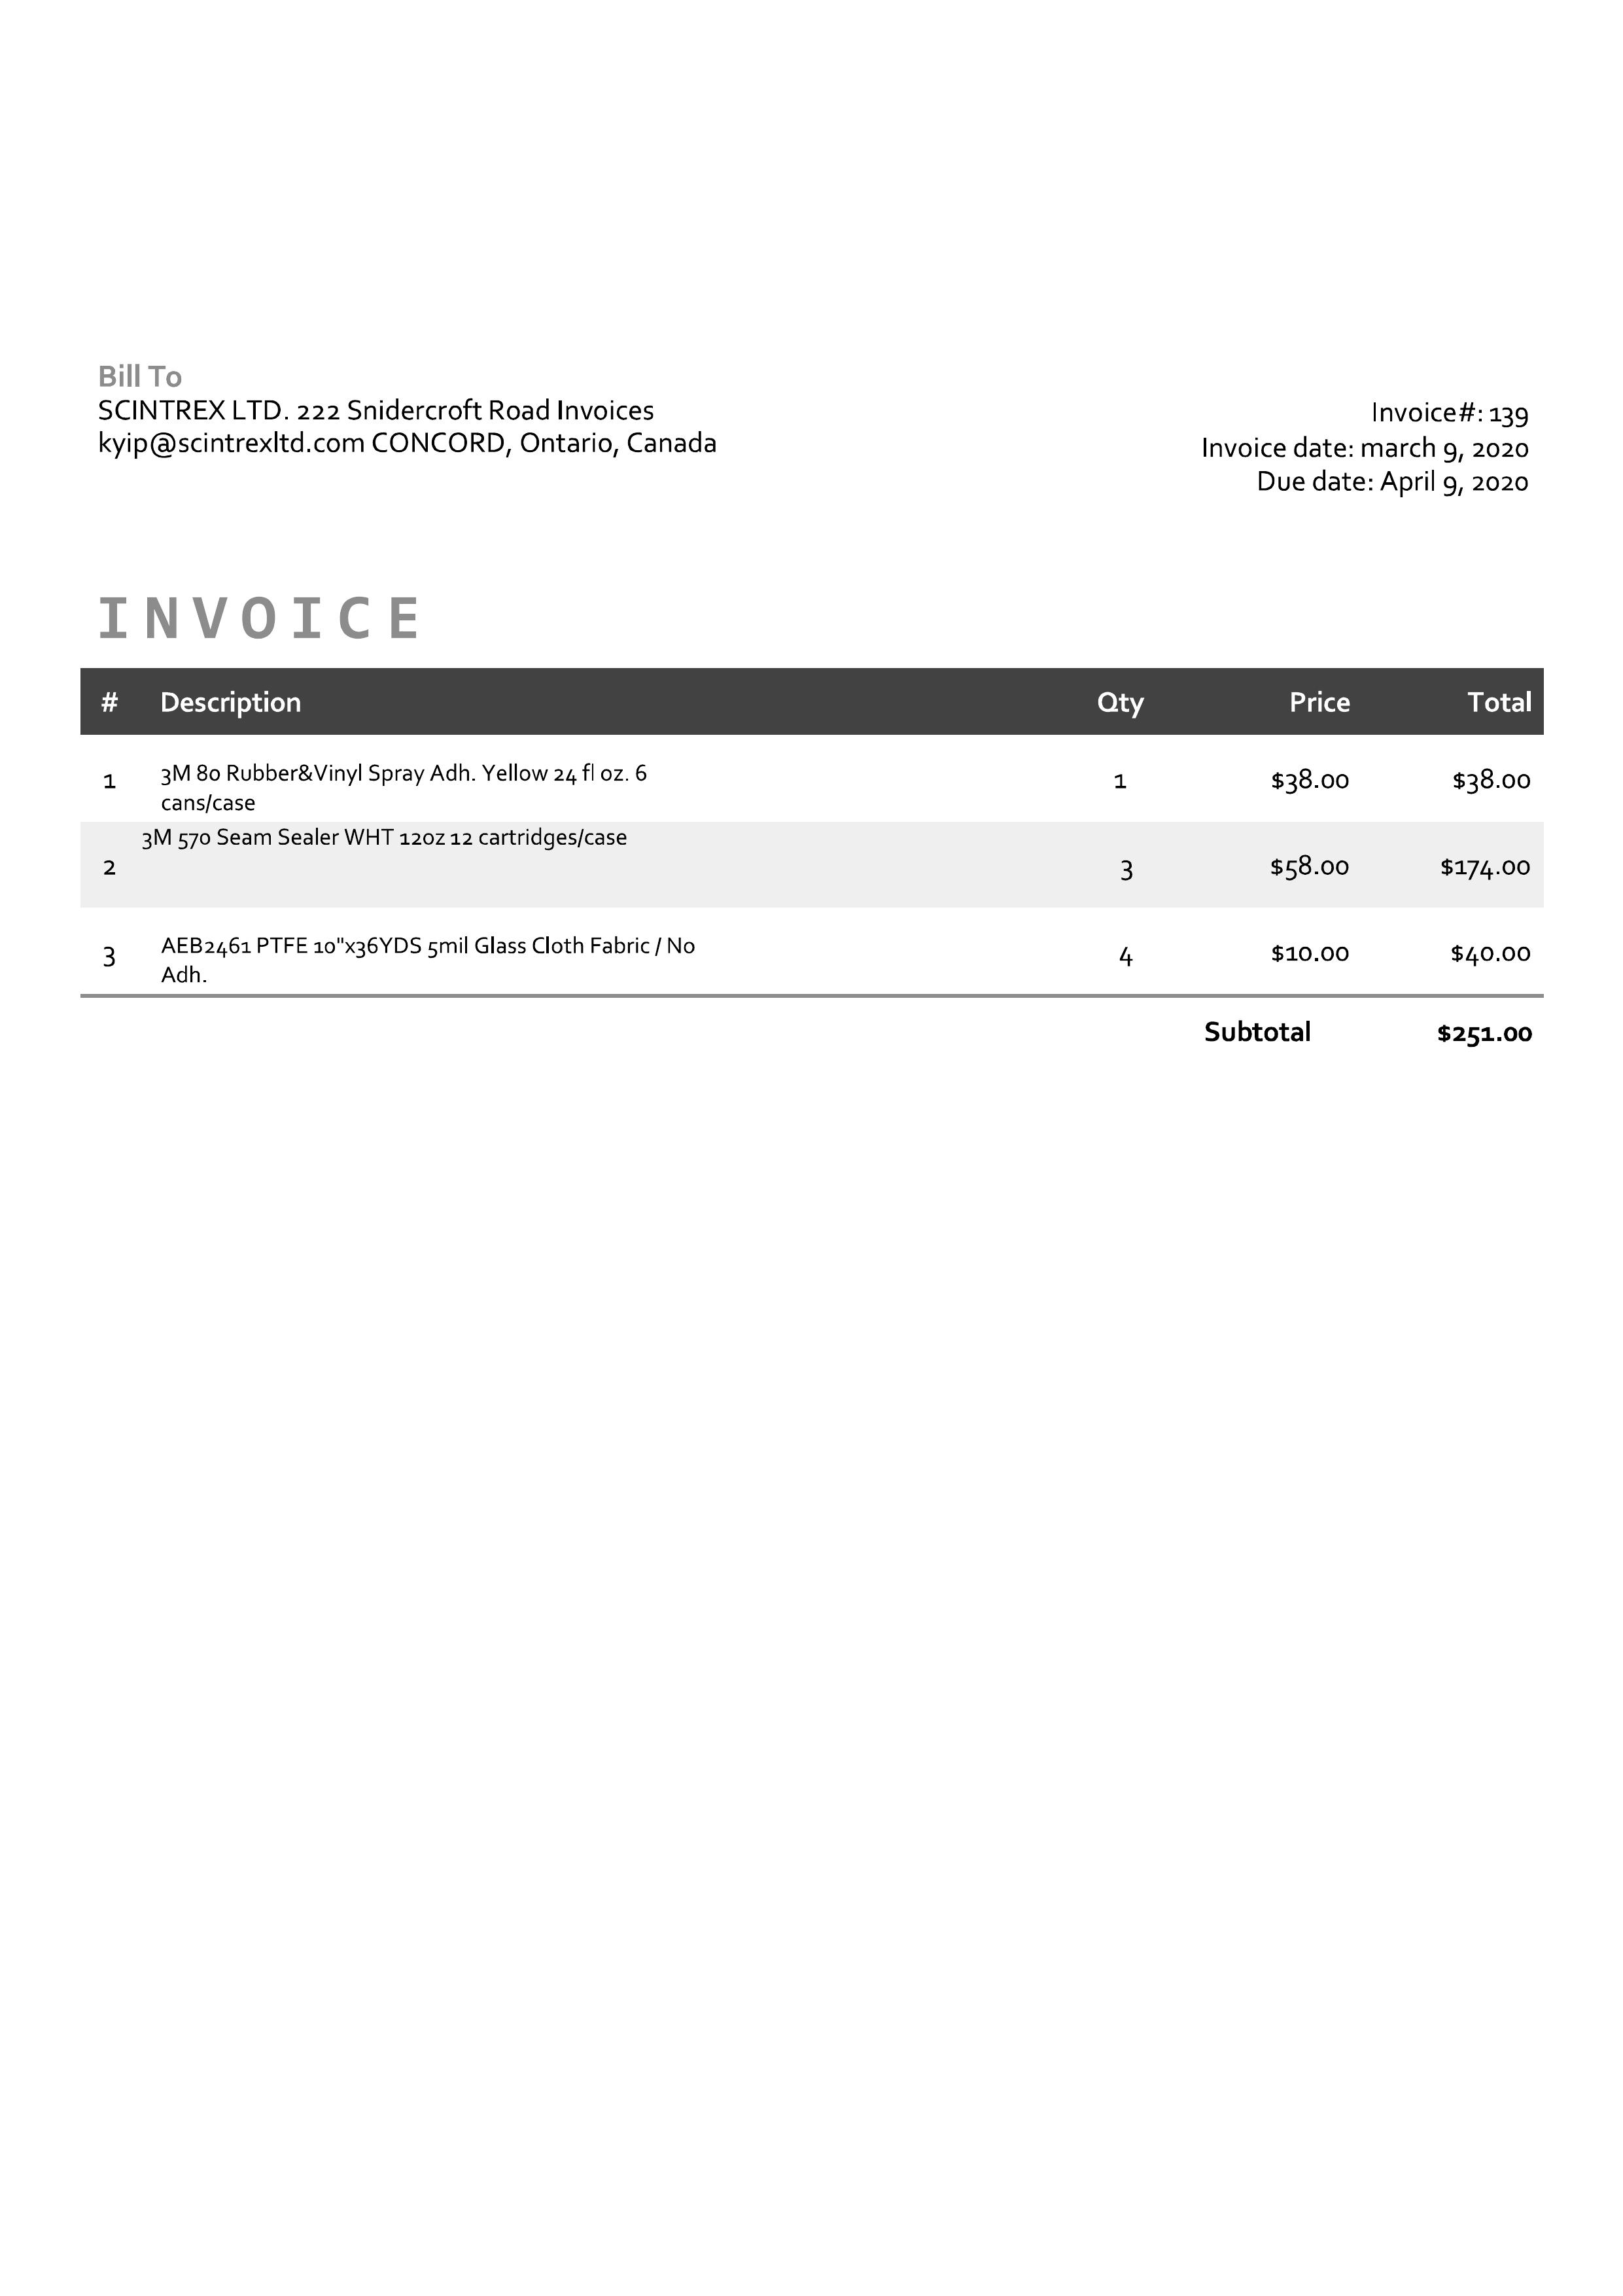 Bill To
SCINTREX LTD. 222 Snidercroft Road Invoices
kyip@scintrexltd.com CONCORD, Ontario, Canada
Invoice#: 139
Invoice date: march 9, 2020
Due date: April 9, 2020
INVOICE
# Description Qty Price Total
1 3M 80 Rubber&Vinyl Spray Adh. Yellow 24 fl oz. 6 1 $38.00 $38.00
cans/case
3M 570 Seam Sealer WHT 12oz 12 cartridges/case
2 3 $58.00 $174.00
3 AEB2461 PTFE 10"x36YDS 5mil Glass Cloth Fabric / No 4 $10.00 $40.00
Adh.
Subtotal $251.00